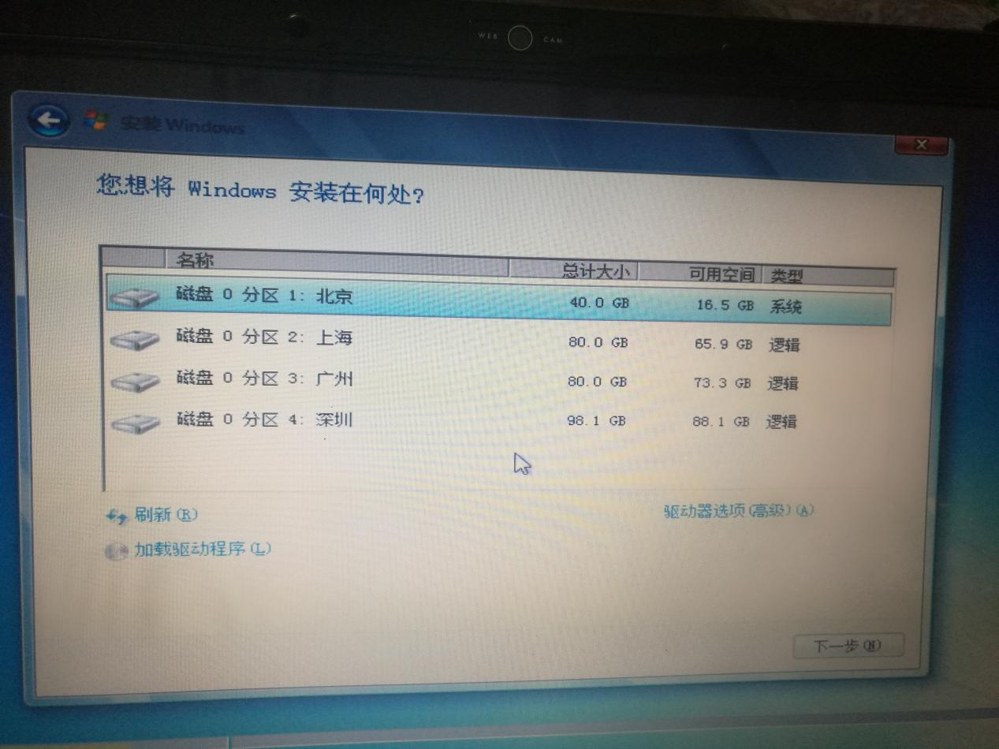 WEB CAM
安装 Windows
您想将 Windows 安装在何处?
名称 总计大小 可用空间 类型
磁盘 0 分区 1: 北京 40.0 GB 16.5 GB 系统
磁盘 0 分区 2: 上海 80.0 GB 65.9 GB 逻辑
磁盘 0 分区 3: 广州 80.0 GB 73.3 GB 逻辑
磁盘 0 分区 4: 深圳 98.1 GB 88.1 GB 逻辑
刷新(R) 驱动器选项(高级)(A)
加载驱动程序(L)
下一步(N)